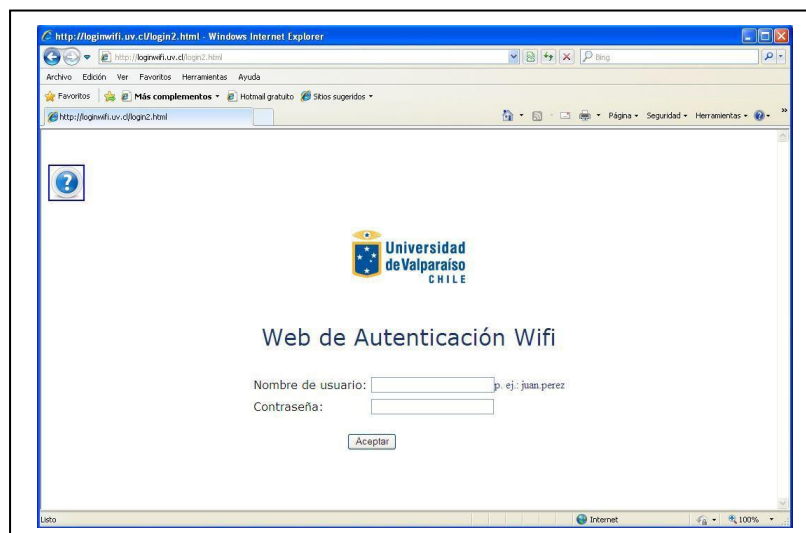 http://loginwifi.uv.cl/login2.html - Windows Internet Explorer
http://loginwifi.uv.cl/login2.html
Bing
Archivo Edición Ver Favoritos Herramientas Ayuda
Favoritos Más complementos Hotmail gratuito Sitios sugeridos
http://loginwifi.uv.cl/login2.html
Página Seguridad Herramientas »
Universidad
de Valparaíso
CHILE
Web de Autenticación Wifi
Nombre de usuario: p. ej.: juan.perez
Contraseña:
Aceptar
Listo Internet 100%